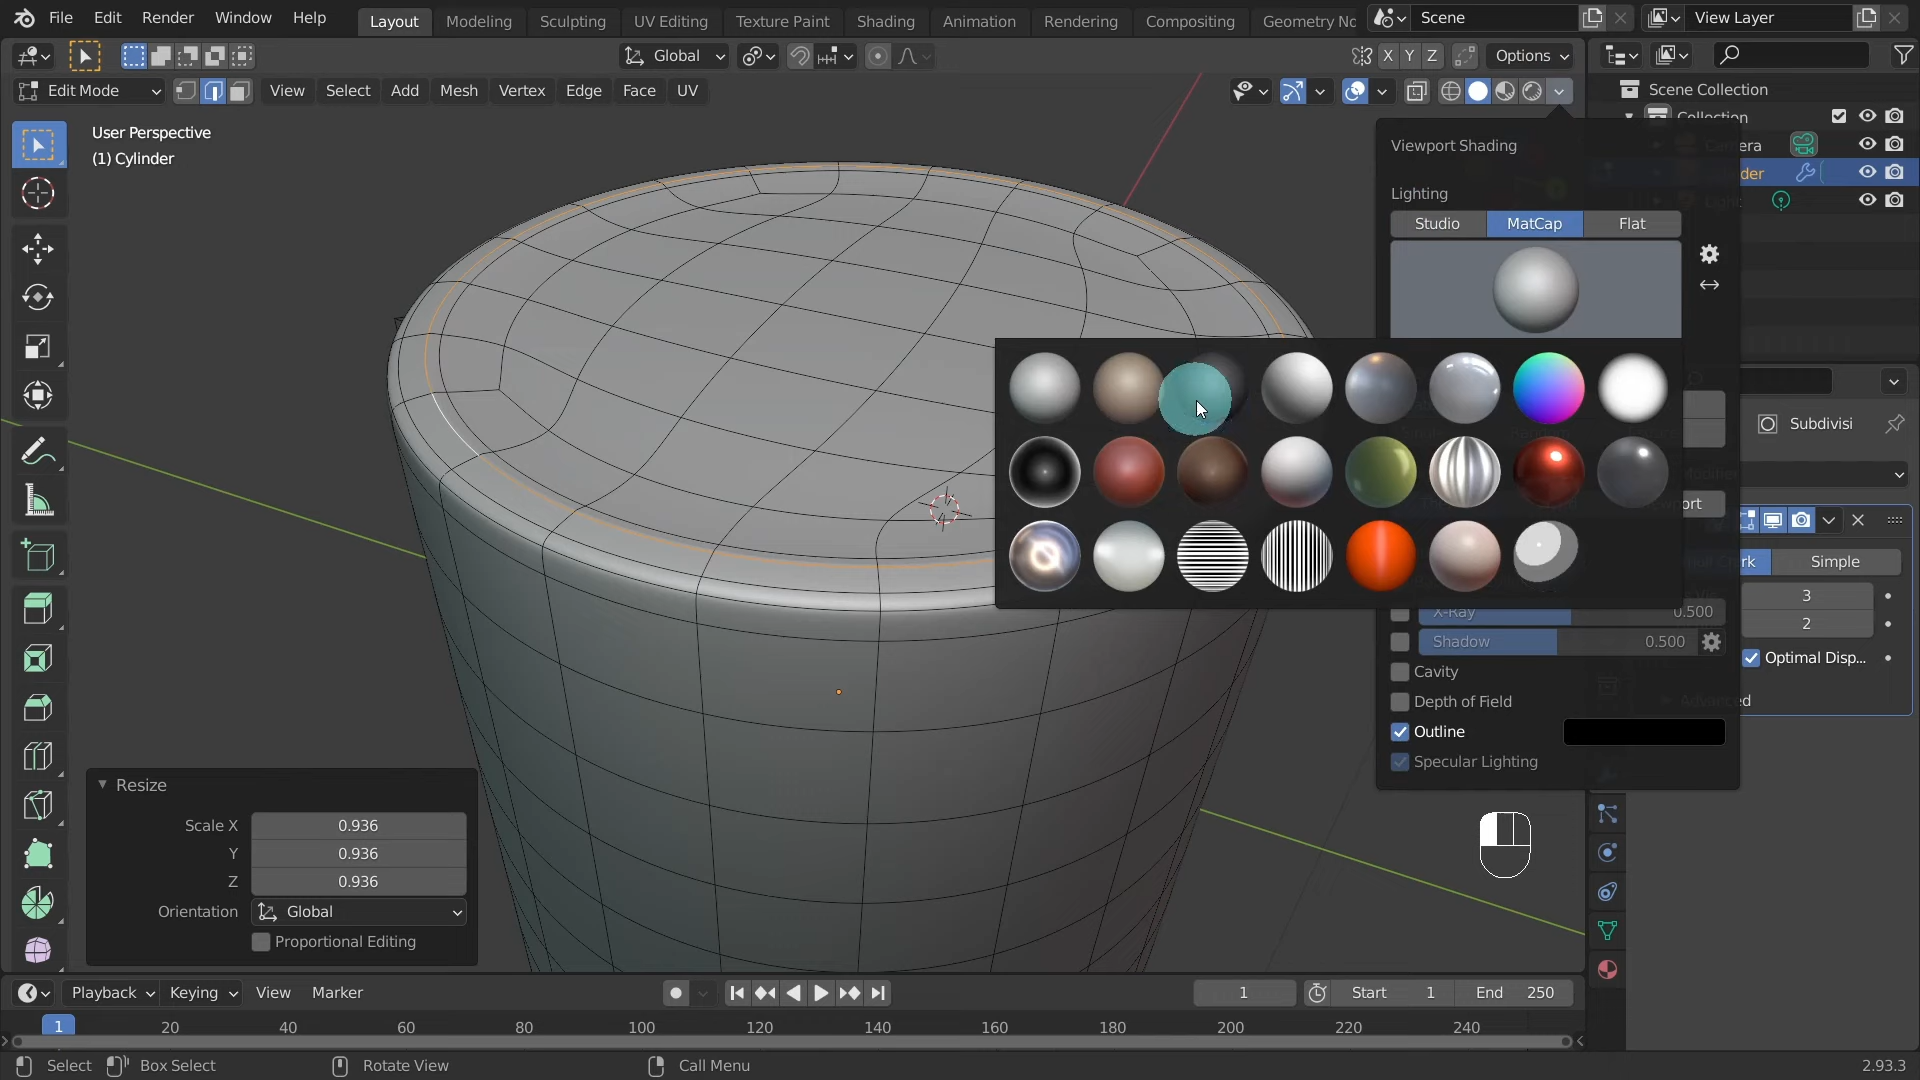 File Edit Render Window Help Layout Modeling Sculpting UV Editing Texture Paint Shading Animation Rendering Compositing Geometry No Scene View Layer
Global X Y Z Options
Edit Mode View Select Add Mesh Vertex Edge Face UV
Scene Collection
Collection
User Perspective
(1) Cylinder
Viewport Shading
Camera
Lighting
der
Studio MatCap Flat
Subdivisi
Simple
3
2
X-Ray 0.500
Shadow 0.500
Optimal Disp...
Cavity
Depth of Field
Outline
Specular Lighting
Resize
Scale X 0.936
Y 0.936
Z 0.936
Orientation Global
Proportional Editing
Playback Keying View Marker 1 Start 1 End 250
1 20 40 60 80 100 120 140 160 180 200 220 240
Select Box Select Rotate View Call Menu 2.93.3